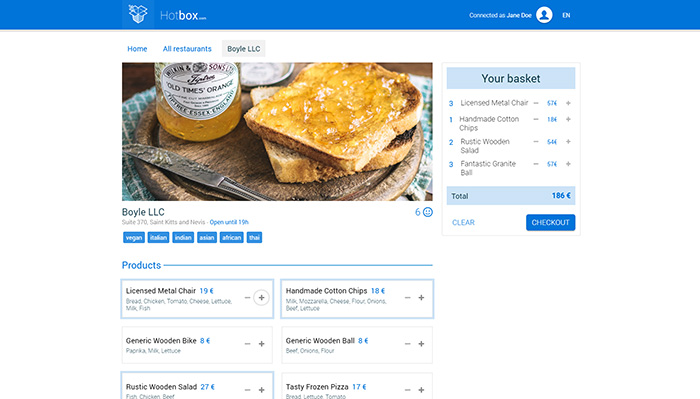 Hotbox.com
Connected as Jane Doe
EN
Home
All restaurants
Boyle LLC
WILKIN & SONS LTD
Tiptree
'OLD TIMES' ORANGE
TIPTREE ESSEX ENGLAND
Boyle LLC
6
Suite 370, Saint Kitts and Nevis - Open until 19h
vegan italian indian asian african thai
Products
Licensed Metal Chair 19 €
Bread, Chicken, Tomato, Cheese, Lettuce,
Milk, Fish
− +
Handmade Cotton Chips 18 €
Milk, Mozzarella, Cheese, Flour, Onions,
Beef, Lettuce
− +
Generic Wooden Bike 8 €
Paprika, Milk, Lettuce
− +
Generic Wooden Ball 8 €
Beef, Onions, Flour
− +
Rustic Wooden Salad 27 €
Fish, Chicken, Beef
− +
Tasty Frozen Pizza 17 €
Beef, Lettuce, Tomato
− +
Your basket
3 Licensed Metal Chair − 57€ +
1 Handmade Cotton − 18€ +
Chips
2 Rustic Wooden − 54€ +
Salad
3 Fantastic Granite − 57€ +
Ball
Total 186 €
CLEAR CHECKOUT